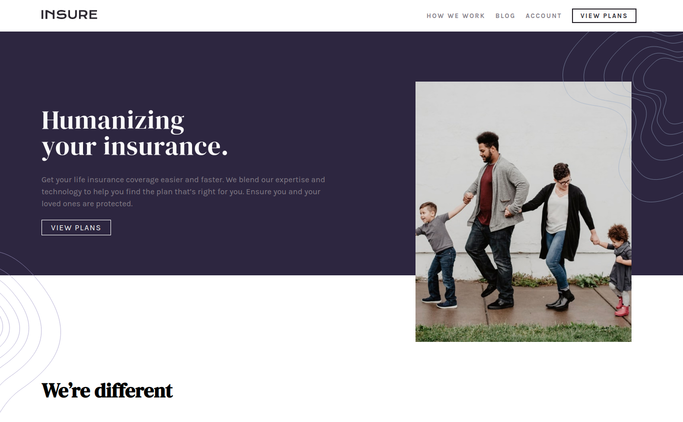 INSURE
HOW WE WORK BLOG ACCOUNT VIEW PLANS
Humanizing
your insurance.
Get your life insurance coverage easier and faster. We blend our expertise and
technology to help you find the plan that's right for you. Ensure you and your
loved ones are protected.
VIEW PLANS
We're different